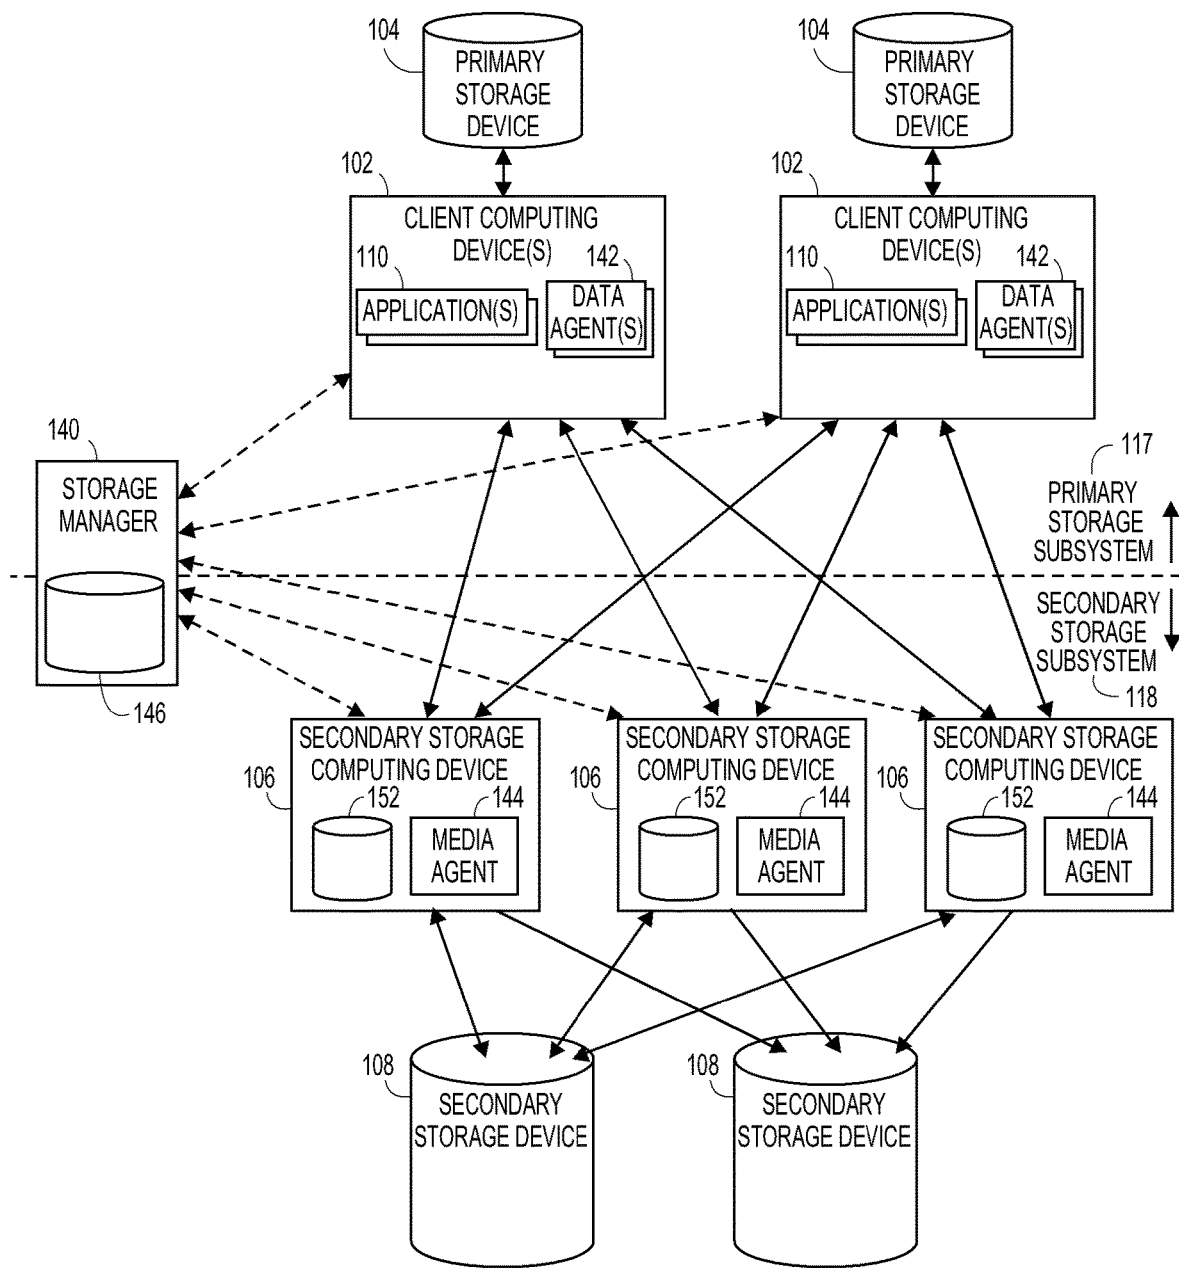 104
PRIMARY
STORAGE
DEVICE
104
PRIMARY
STORAGE
DEVICE
102
CLIENT COMPUTING
DEVICE(S)
110
APPLICATION(S)
142
DATA
AGENT(S)
102
CLIENT COMPUTING
DEVICE(S)
110
APPLICATION(S)
142
DATA
AGENT(S)
140
STORAGE
MANAGER
146
117
PRIMARY
STORAGE
SUBSYSTEM
SECONDARY
STORAGE
SUBSYSTEM
118
106
SECONDARY STORAGE
COMPUTING DEVICE
152
144
MEDIA
AGENT
106
SECONDARY STORAGE
COMPUTING DEVICE
152
144
MEDIA
AGENT
106
SECONDARY STORAGE
COMPUTING DEVICE
152
144
MEDIA
AGENT
108
SECONDARY
STORAGE DEVICE
108
SECONDARY
STORAGE DEVICE